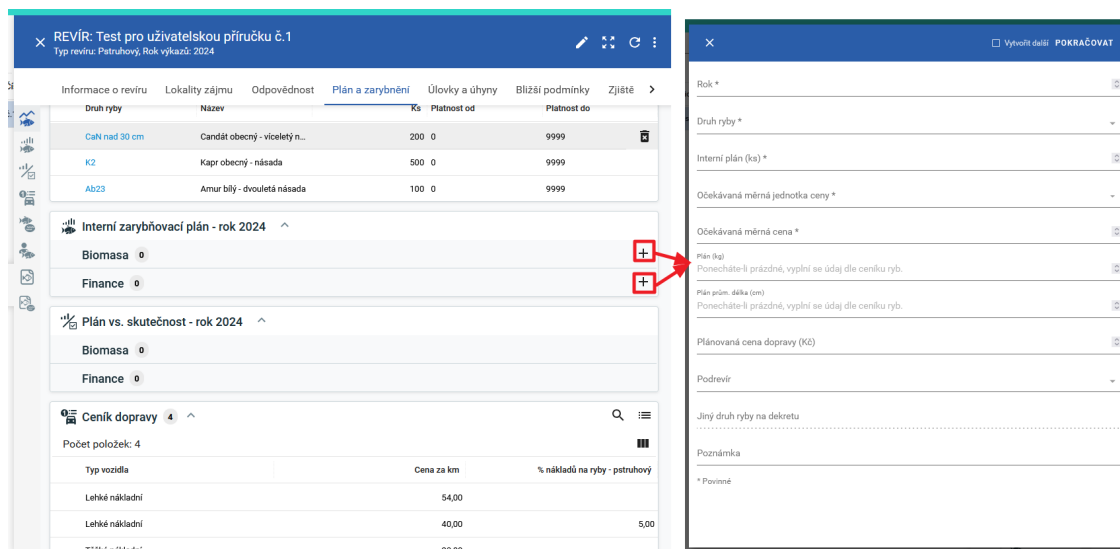 REVÍR: Test pro uživatelskou příručku č.1
Typ revíru: Pstruhový, Rok výkazů: 2024
Informace o revíru Lokality zájmu Odpovědnost Plán a zarybnění Úlovky a úhyny Bližší podmínky Zjiště
Druh ryby Název Ks Platnost od Platnost do
CaN nad 30 cm Candát obecný - víceletý n... 200 0 9999
K2 Kapr obecný - násada 500 0 9999
Ab23 Amur bílý - dvouletá násada 100 0 9999
Interní zarybňovací plán - rok 2024
Biomasa 0
Finance 0
Plán vs. skutečnost - rok 2024
Biomasa 0
Finance 0
Ceník dopravy 4
Počet položek: 4
Typ vozidla Cena za km % nákladů na ryby - pstruhový
Lehké nákladní 54,00
Lehké nákladní 40,00 5,00
Vytvořit další POKRAČOVAT
Rok *
Druh ryby *
Interní plán (ks) *
Očekávaná měrná jednotka ceny *
Očekávaná měrná cena *
Plán (kg)
Ponecháte-li prázdné, vyplní se údaj dle ceníku ryb.
Plán prům. délka (cm)
Ponecháte-li prázdné, vyplní se údaj dle ceníku ryb.
Plánovaná cena dopravy (Kč)
Podrevír
Jiný druh ryby na dekretu
Poznámka
* Povinné